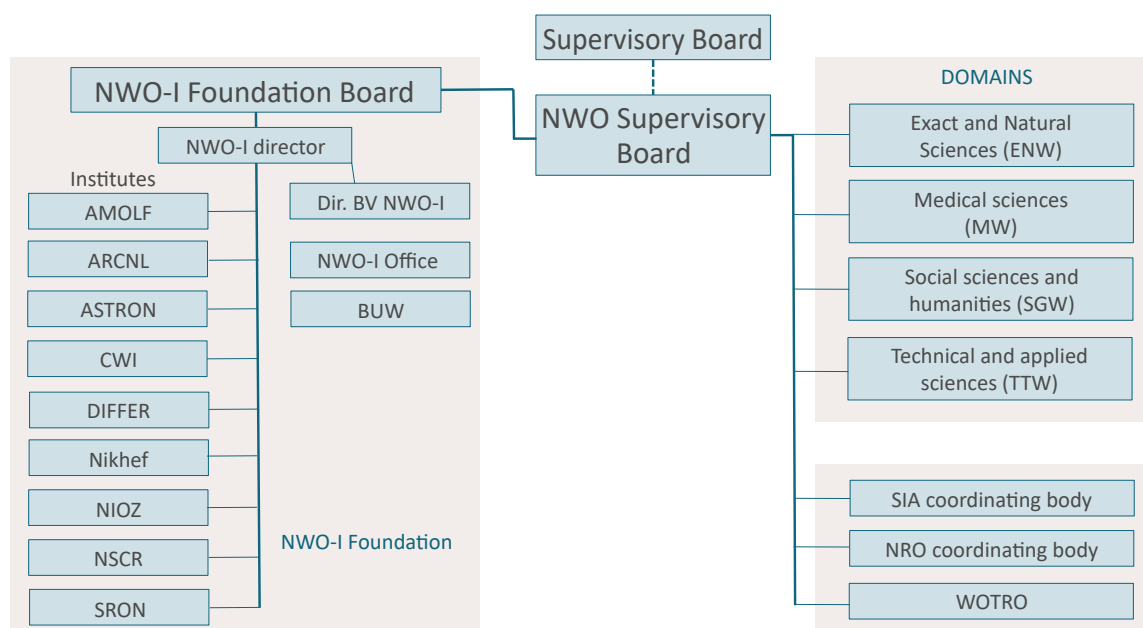 Supervisory Board
NWO-I Foundation Board
NWO Supervisory
Board
NWO-I director
Institutes
AMOLF
ARCNL
ASTRON
CWI
DIFFER
Nikhef
NIOZ
NSCR
SRON
Dir. BV NWO-I
NWO-I Office
BUW
NWO-I Foundation
DOMAINS
Exact and Natural
Sciences (ENW)
Medical sciences
(MW)
Social sciences and
humanities (SGW)
Technical and applied
sciences (TTW)
SIA coordinating body
NRO coordinating body
WOTRO